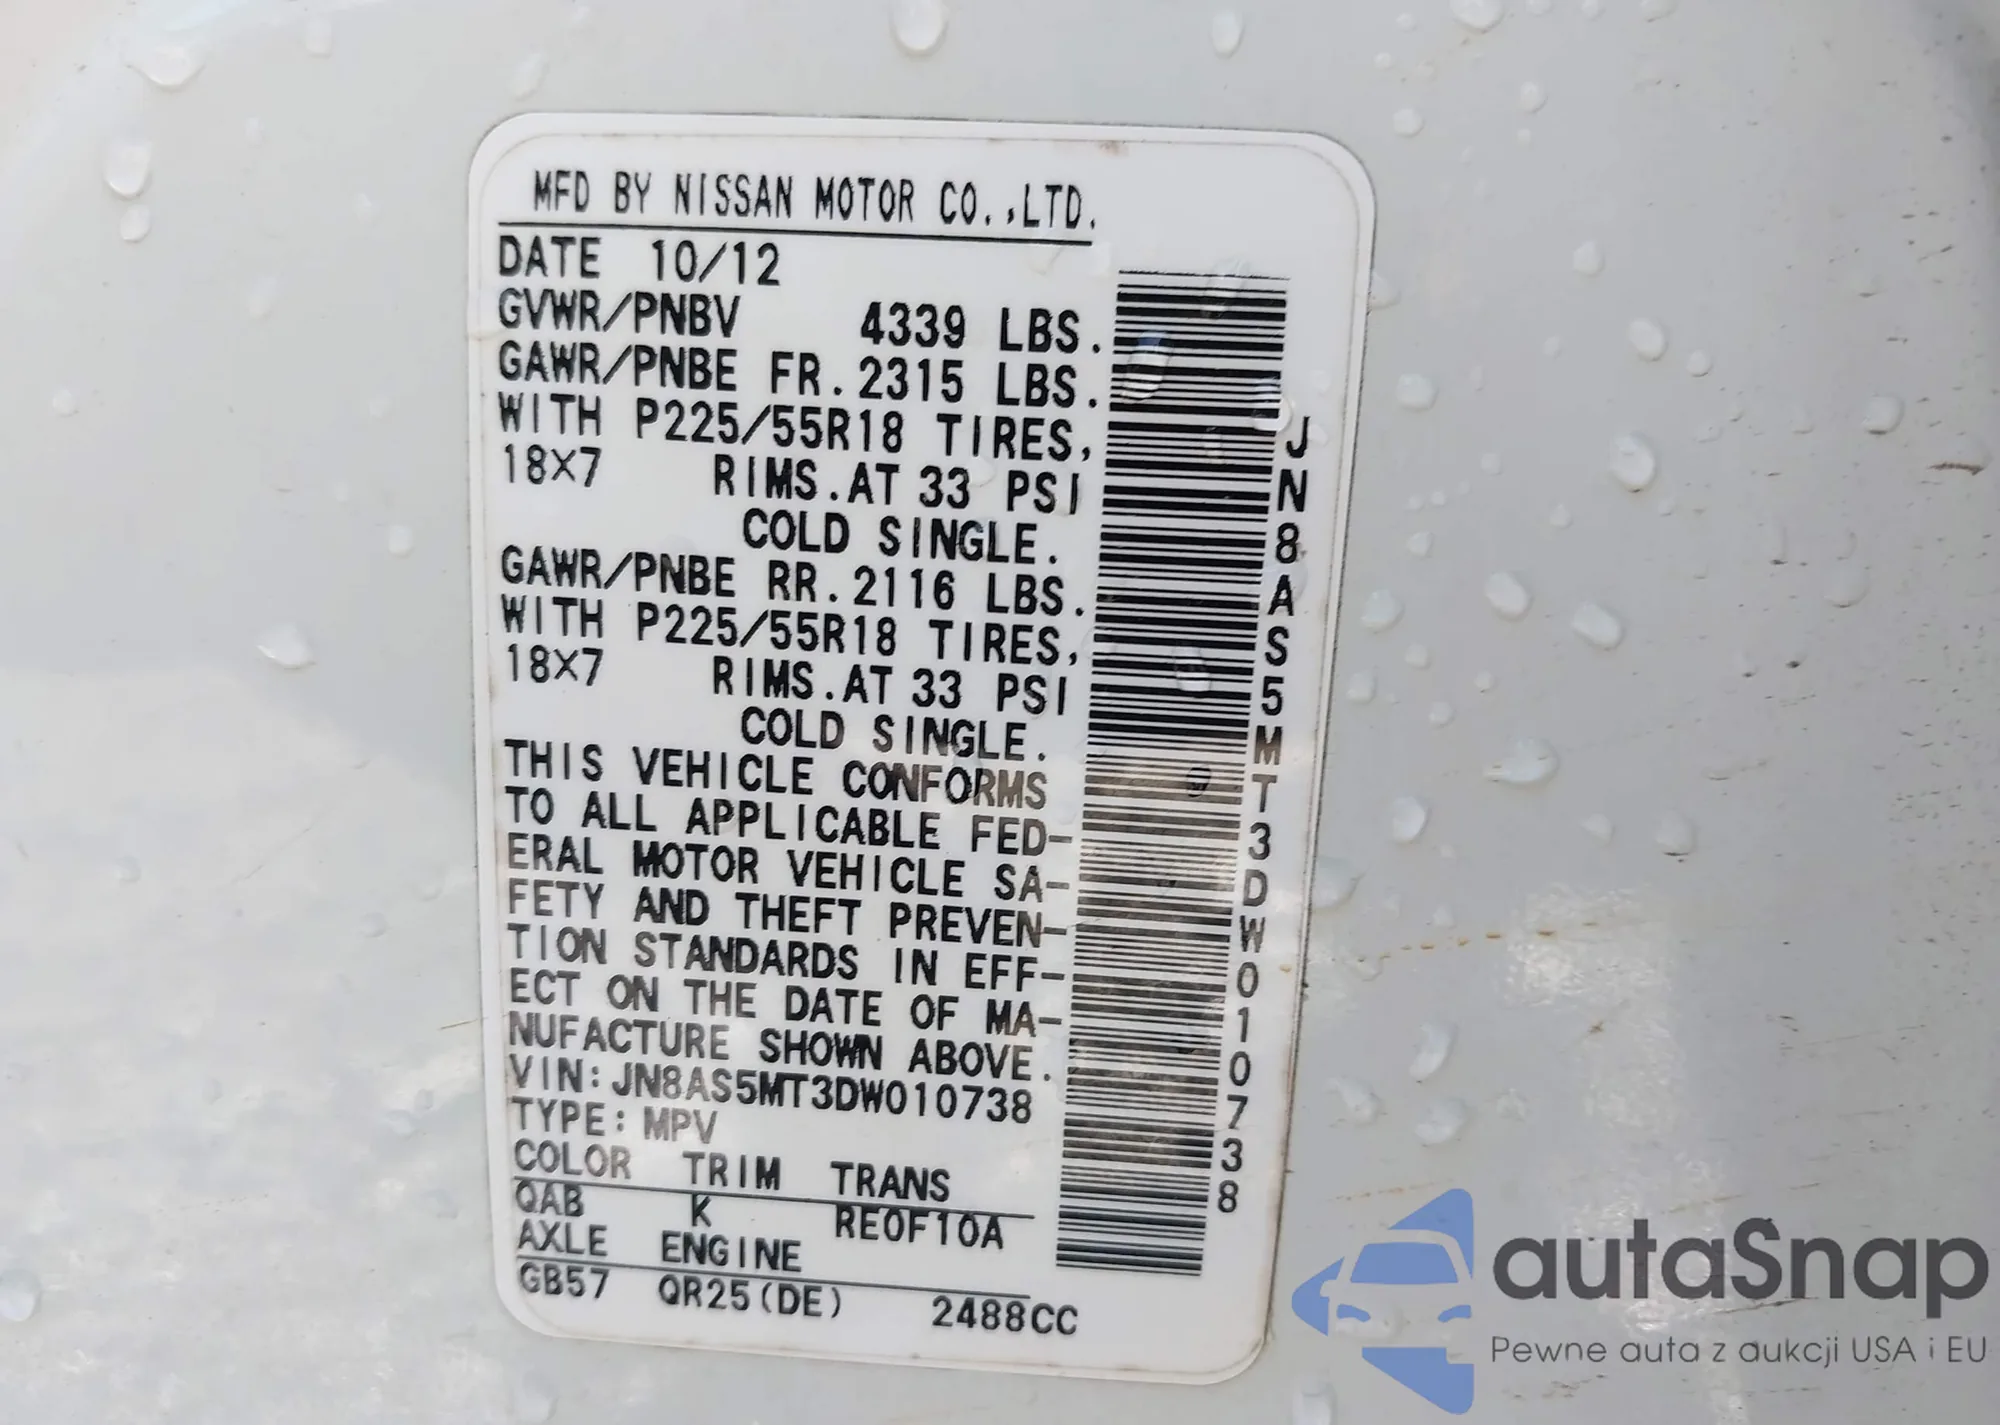 MFD BY NISSAN MOTOR CO.,LTD.
DATE 10/12
GVWR/PNBV 4339 LBS.
GAWR/PNBE FR.2315 LBS.
WITH P225/55R18 TIRES,
18X7 RIMS.AT 33 PSI
COLD SINGLE.
GAWR/PNBE RR.2116 LBS.
WITH P225/55R18 TIRES,
18X7 RIMS.AT 33 PSI
COLD SINGLE.
THIS VEHICLE CONFORMS
TO ALL APPLICABLE FED-
ERAL MOTOR VEHICLE SA-
FETY AND THEFT PREVEN-
TION STANDARDS IN EFF-
ECT ON THE DATE OF MA-
NUFACTURE SHOWN ABOVE.
VIN:JN8AS5MT3DW010738
TYPE:MPV
COLOR TRIM TRANS
QAB K RE0F10A
AXLE ENGINE
GB57 QR25(DE) 2488CC
JN8AS5MT3DW010738
autaSnap
Pewne auta z aukcji USA i EU